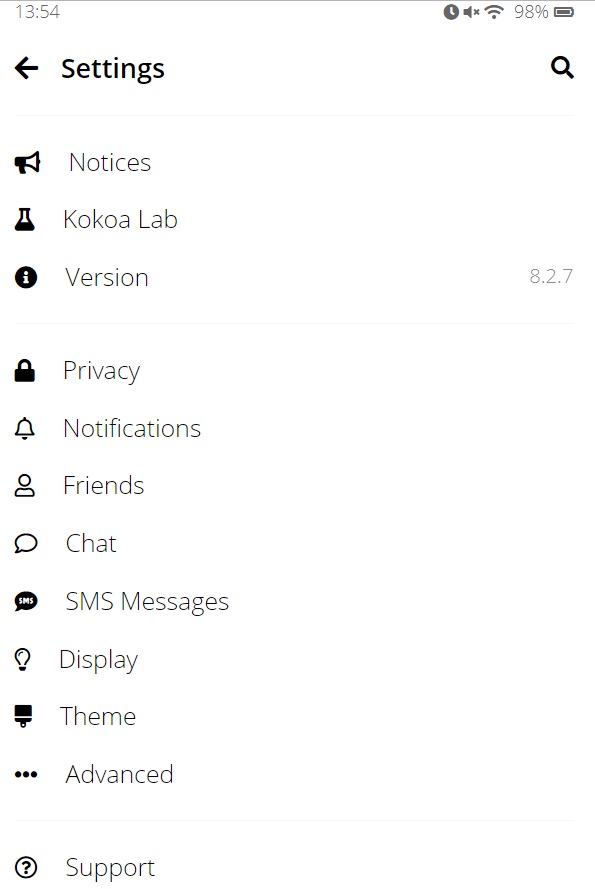 13:54 98%
Settings
Notices
Kokoa Lab
Version 8.2.7
Privacy
Notifications
Friends
Chat
SMS SMS Messages
Display
Theme
Advanced
Support